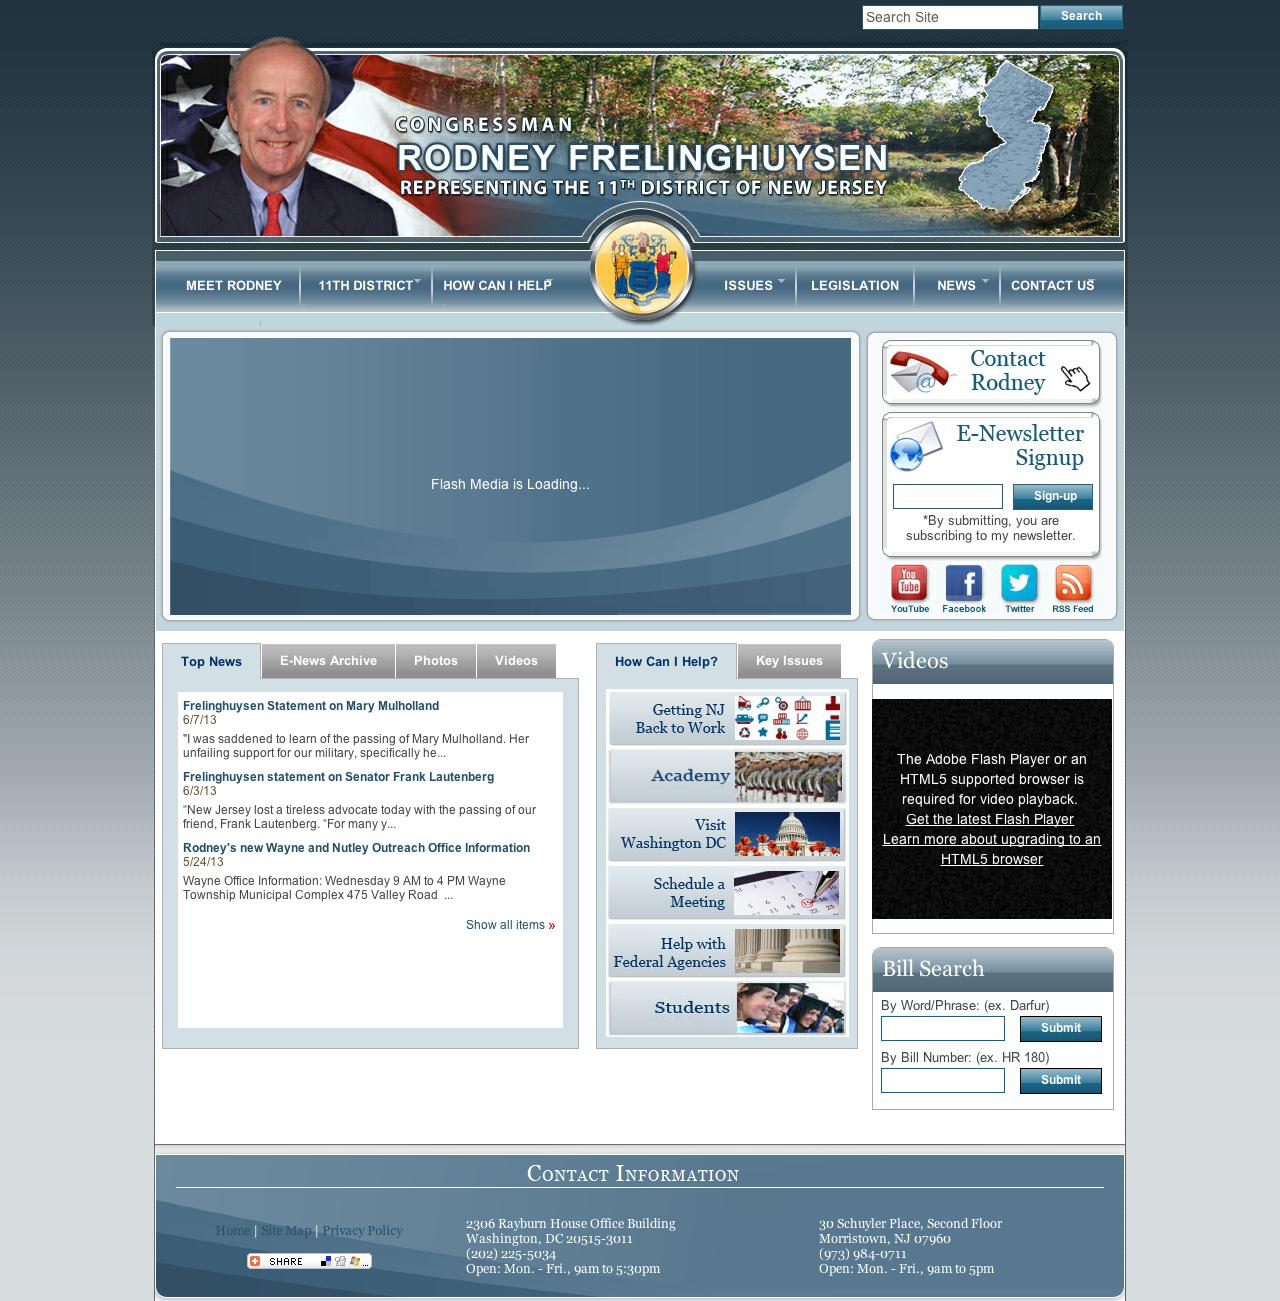 Search Site
Search
CONGRESSMAN
RODNEY FRELINGHUYSEN
REPRESENTING THE 11TH DISTRICT OF NEW JERSEY
MEET RODNEY
11TH DISTRICT
HOW CAN I HELP
ISSUES
LEGISLATION
NEWS
CONTACT US
Flash Media is Loading...
Contact
Rodney
E-Newsletter
Signup
Sign-up
*By submitting, you are
subscribing to my newsletter.
You
Tube
YouTube
Facebook
Twitter
RSS Feed
Top News
E-News Archive
Photos
Videos
Frelinghuysen Statement on Mary Mulholland
6/7/13
"I was saddened to learn of the passing of Mary Mulholland. Her
unfailing support for our military, specifically he...
Frelinghuysen statement on Senator Frank Lautenberg
6/3/13
“New Jersey lost a tireless advocate today with the passing of our
friend, Frank Lautenberg. “For many y...
Rodney's new Wayne and Nutley Outreach Office Information
5/24/13
Wayne Office Information: Wednesday 9 AM to 4 PM Wayne
Township Municipal Complex 475 Valley Road ...
Show all items »
How Can I Help?
Key Issues
Getting NJ
Back to Work
Academy
Visit
Washington DC
Schedule a
Meeting
Help with
Federal Agencies
Students
Videos
The Adobe Flash Player or an
HTML5 supported browser is
required for video playback.
Get the latest Flash Player
Learn more about upgrading to an
HTML5 browser
Bill Search
By Word/Phrase: (ex. Darfur)
Submit
By Bill Number: (ex. HR 180)
Submit
Contact Information
Home | Site Map | Privacy Policy
SHARE
2306 Rayburn House Office Building
Washington, DC 20515-3011
(202) 225-5034
Open: Mon. - Fri., 9am to 5:30pm
30 Schuyler Place, Second Floor
Morristown, NJ 07960
(973) 984-0711
Open: Mon. - Fri., 9am to 5pm